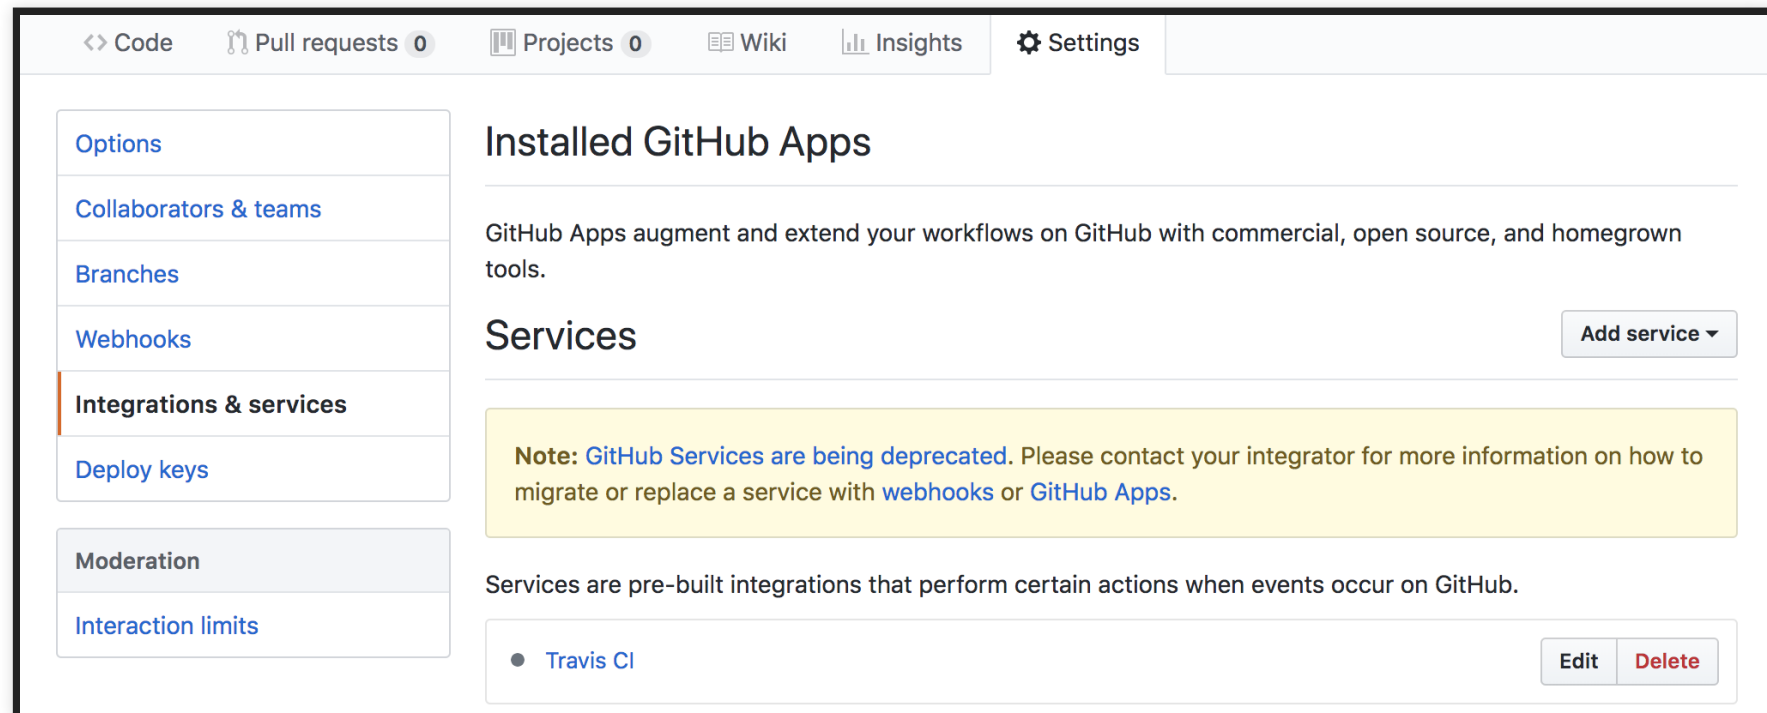 Code Pull requests 0 Projects 0 Wiki Insights Settings
Options
Collaborators & teams
Branches
Webhooks
Integrations & services
Deploy keys
Moderation
Interaction limits
Installed GitHub Apps
GitHub Apps augment and extend your workflows on GitHub with commercial, open source, and homegrown
tools.
Services
Add service
Note: GitHub Services are being deprecated. Please contact your integrator for more information on how to
migrate or replace a service with webhooks or GitHub Apps.
Services are pre-built integrations that perform certain actions when events occur on GitHub.
Travis CI
Edit Delete